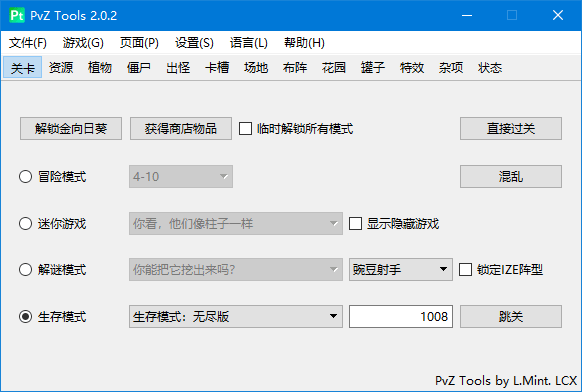 Pt PvZ Tools 2.0.2
文件(F) 游戏(G) 页面(P) 设置(S) 语言(L) 帮助(H)
关卡 资源 植物 僵尸 出怪 卡槽 场地 布阵 花园 罐子 特效 杂项 状态
解锁金向日葵 获得商店物品 临时解锁所有模式 直接过关
冒险模式 4-10 混乱
迷你游戏 你看，他们像柱子一样 显示隐藏游戏
解谜模式 你能把它挖出来吗？ 豌豆射手 锁定IZE阵型
生存模式 生存模式：无尽版 1008 跳关
PvZ Tools by L.Mint. LCX